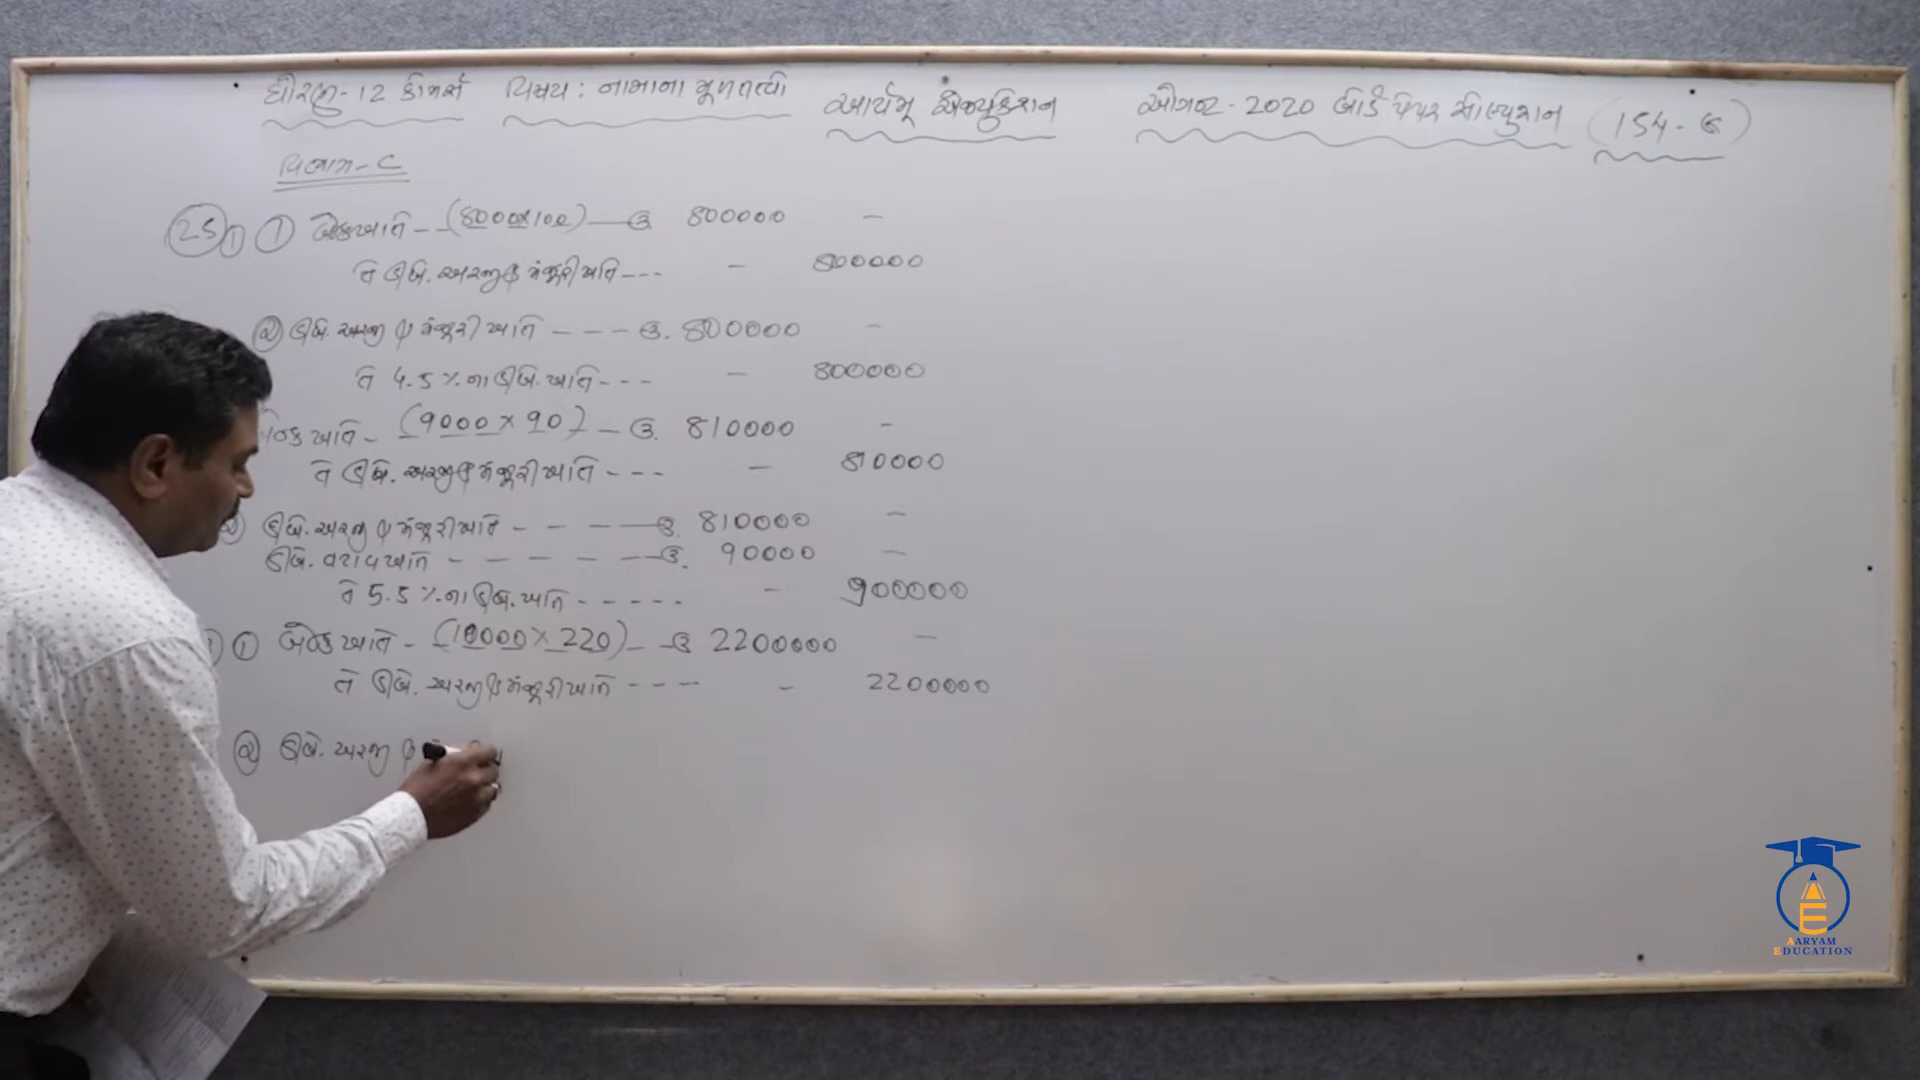 ધોરણ-12 કોમર્સ વિષય: નામાના મૂળતત્વો આર્યમ્ એજ્યુકેશન ઓગસ્ટ-2020 બોર્ડ પેપર સોલ્યુશન (154-
વિભાગ-C
25 1 ① બેંક ખાતે -- (8000×100) — ઉ 800000 –
તે ડીબે. અરજી ને મંજૂરી ખાતે --- – 800000
② ડીબે. અરજી ને મંજૂરી ખાતે ---- ઉ. 800000 –
તે 4.5%ના ડીબે. ખાતે --- – 800000
ખાતે - (9000×90) — ઉ. 810000 –
તે ડીબે. અરજી ને મંજૂરી ખાતે --- – 810000
ડીબે. અરજી ને મંજૂરી ખાતે - - - — ઉ. 810000 –
ડીબે. વટાવ ખાતે - - - - - — ઉ. 90000 –
તે 5.5%ના ડીબે. ખાતે ----- – 900000
① બેંક ખાતે - (10000×220) - -ઉ 2200000 –
તે ડીબે. અરજી ને મંજૂરી ખાતે ---- – 2200000
② ડીબે. અરજી ને
AARYAM
EDUCATION